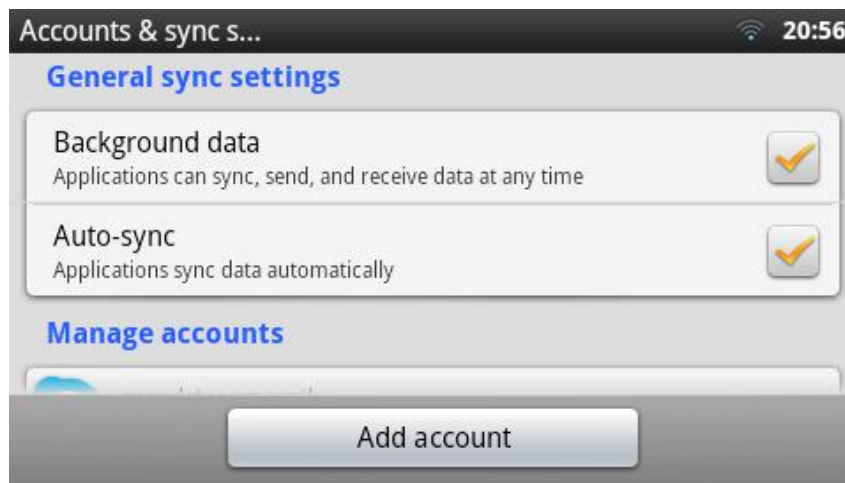 Accounts & sync s...
20:56
General sync settings
Background data
Applications can sync, send, and receive data at any time
Auto-sync
Applications sync data automatically
Manage accounts
Add account